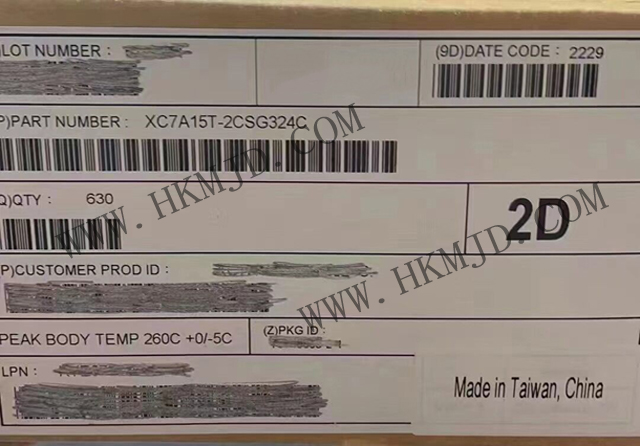 LOT NUMBER :
(9D)DATE CODE : 2229
P)PART NUMBER : XC7A15T-2CSG324C
Q)QTY : 630
2D
P)CUSTOMER PROD ID :
PEAK BODY TEMP 260C +0/-5C
(Z)PKG ID :
LPN :
Made in Taiwan, China
WWW.HKMJD.COM
WWW.HKMJD.COM